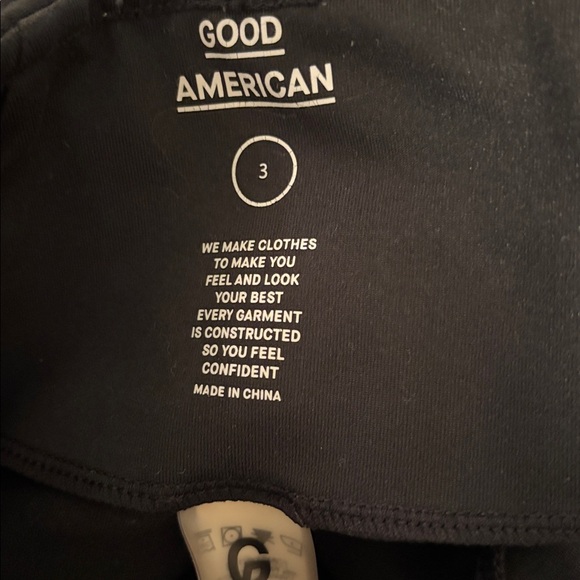 GOOD
AMERICAN
3
WE MAKE CLOTHES
TO MAKE YOU
FEEL AND LOOK
YOUR BEST
EVERY GARMENT
IS CONSTRUCTED
SO YOU FEEL
CONFIDENT
MADE IN CHINA
G